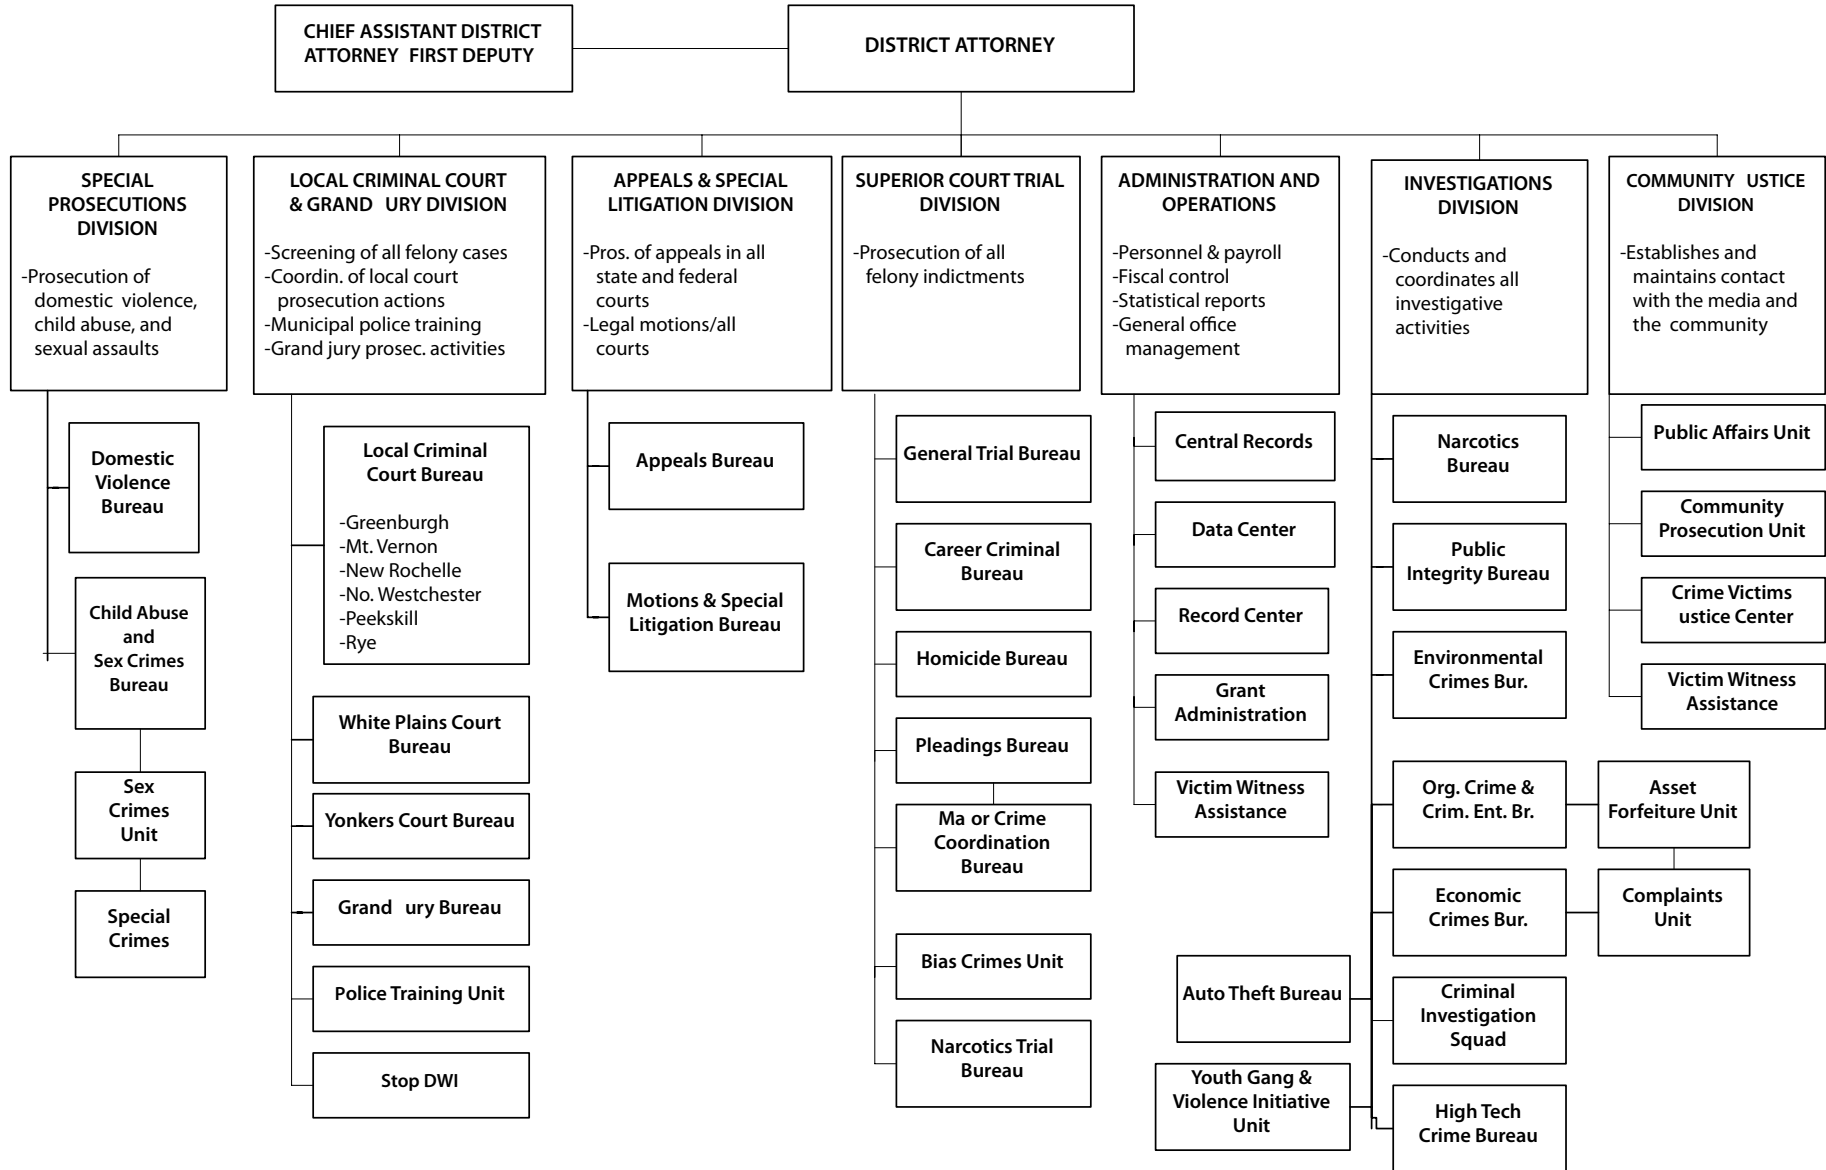 CHIEF ASSISTANT DISTRICT
ATTORNEY FIRST DEPUTY
DISTRICT ATTORNEY
SPECIAL
PROSECUTIONS
DIVISION
-Prosecution of
domestic violence,
child abuse, and
sexual assaults
Domestic
Violence
Bureau
Child Abuse
and
Sex Crimes
Bureau
Sex
Crimes
Unit
Special
Crimes
LOCAL CRIMINAL COURT
& GRAND URY DIVISION
-Screening of all felony cases
-Coordin. of local court
prosecution actions
-Municipal police training
-Grand jury prosec. activities
Local Criminal
Court Bureau
-Greenburgh
-Mt. Vernon
-New Rochelle
-No. Westchester
-Peekskill
-Rye
White Plains Court
Bureau
Yonkers Court Bureau
Grand ury Bureau
Police Training Unit
Stop DWI
APPEALS & SPECIAL
LITIGATION DIVISION
-Pros. of appeals in all
state and federal
courts
-Legal motions/all
courts
Appeals Bureau
Motions & Special
Litigation Bureau
SUPERIOR COURT TRIAL
DIVISION
-Prosecution of all
felony indictments
General Trial Bureau
Career Criminal
Bureau
Homicide Bureau
Pleadings Bureau
Ma or Crime
Coordination
Bureau
Bias Crimes Unit
Narcotics Trial
Bureau
ADMINISTRATION AND
OPERATIONS
-Personnel & payroll
-Fiscal control
-Statistical reports
-General office
management
Central Records
Data Center
Record Center
Grant
Administration
Victim Witness
Assistance
INVESTIGATIONS
DIVISION
-Conducts and
coordinates all
investigative
activities
Narcotics
Bureau
Public
Integrity Bureau
Environmental
Crimes Bur.
Org. Crime &
Crim. Ent. Br.
Asset
Forfeiture Unit
Economic
Crimes Bur.
Complaints
Unit
Auto Theft Bureau
Criminal
Investigation
Squad
Youth Gang &
Violence Initiative
Unit
High Tech
Crime Bureau
COMMUNITY USTICE
DIVISION
-Establishes and
maintains contact
with the media and
the community
Public Affairs Unit
Community
Prosecution Unit
Crime Victims
ustice Center
Victim Witness
Assistance